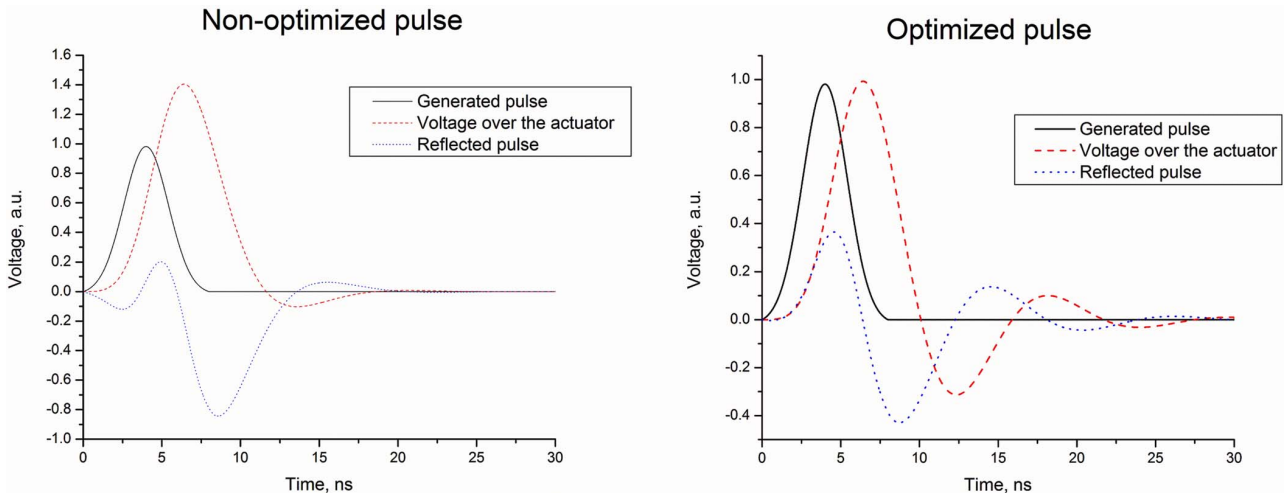 Non-optimized pulse
1.6
1.4
1.2
1.0
0.8
0.6
0.4
0.2
0.0
-0.2
-0.4
-0.6
-0.8
-1.0
Voltage, a.u.
Generated pulse
Voltage over the actuator
Reflected pulse
0 5 10 15 20 25 30
Time, ns
Optimized pulse
1.0
0.8
0.6
0.4
0.2
0.0
-0.2
-0.4
Voltage, a.u.
Generated pulse
Voltage over the actuator
Reflected pulse
0 5 10 15 20 25 30
Time, ns